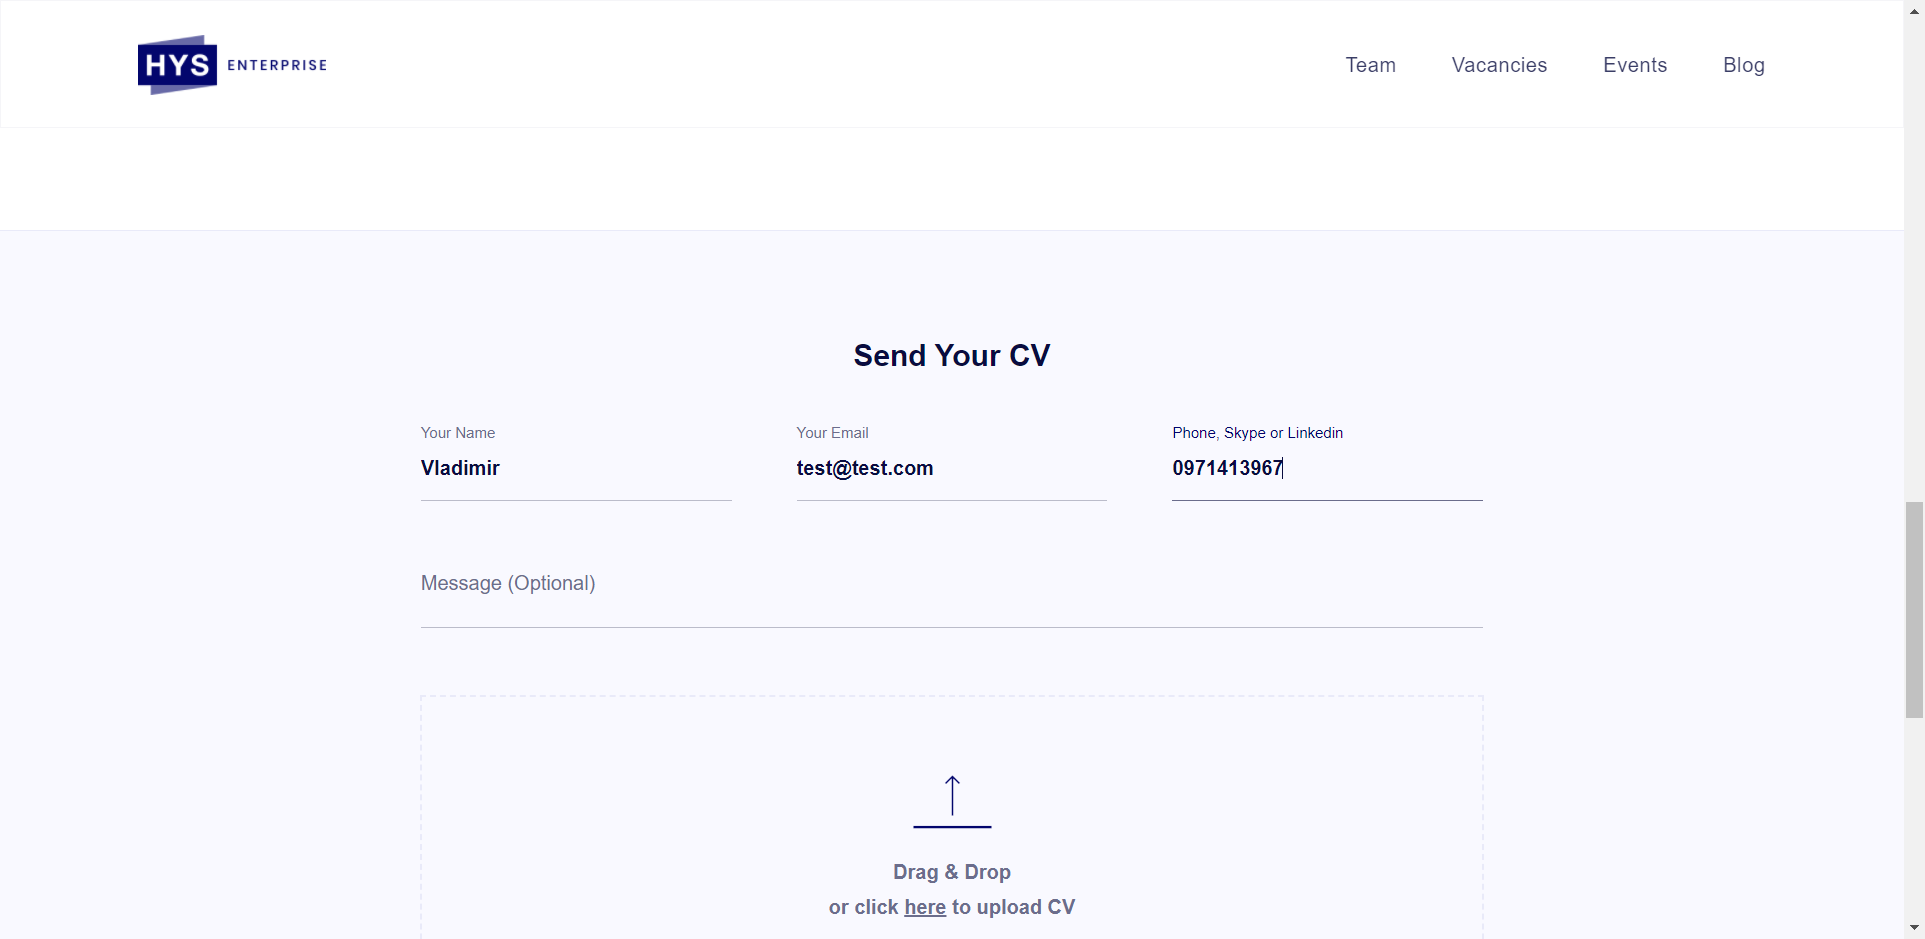 HYS ENTERPRISE
Team Vacancies Events Blog
Send Your CV
Your Name Your Email Phone, Skype or Linkedin
Vladimir test@test.com 0971413967
Message (Optional)
Drag & Drop
or click here to upload CV